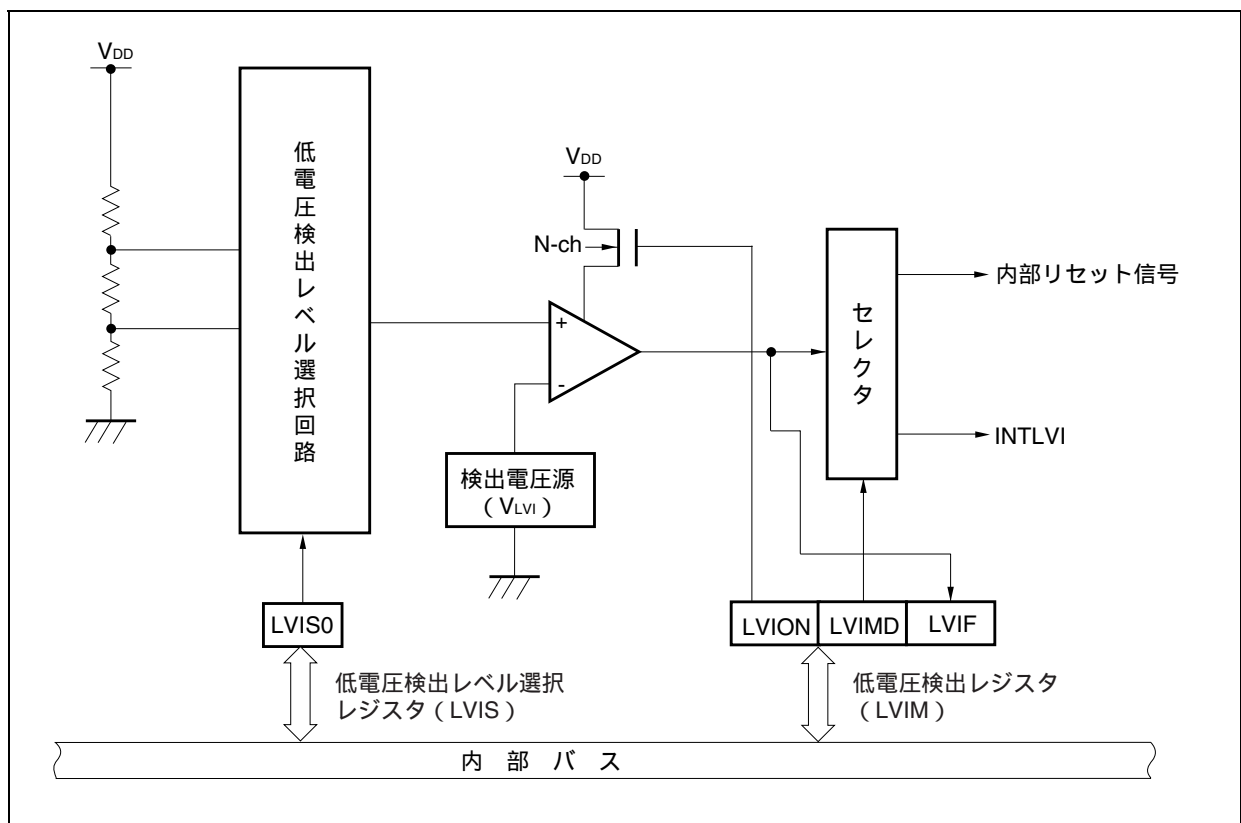 VDD
低電圧検出レベル選択回路
VDD
N-ch
+
-
検出電圧源
（VLVI）
セレクタ
内部リセット信号
INTLVI
LVIS0
LVION LVIMD LVIF
低電圧検出レベル選択
レジスタ（LVIS）
低電圧検出レジスタ
（LVIM）
内部バス